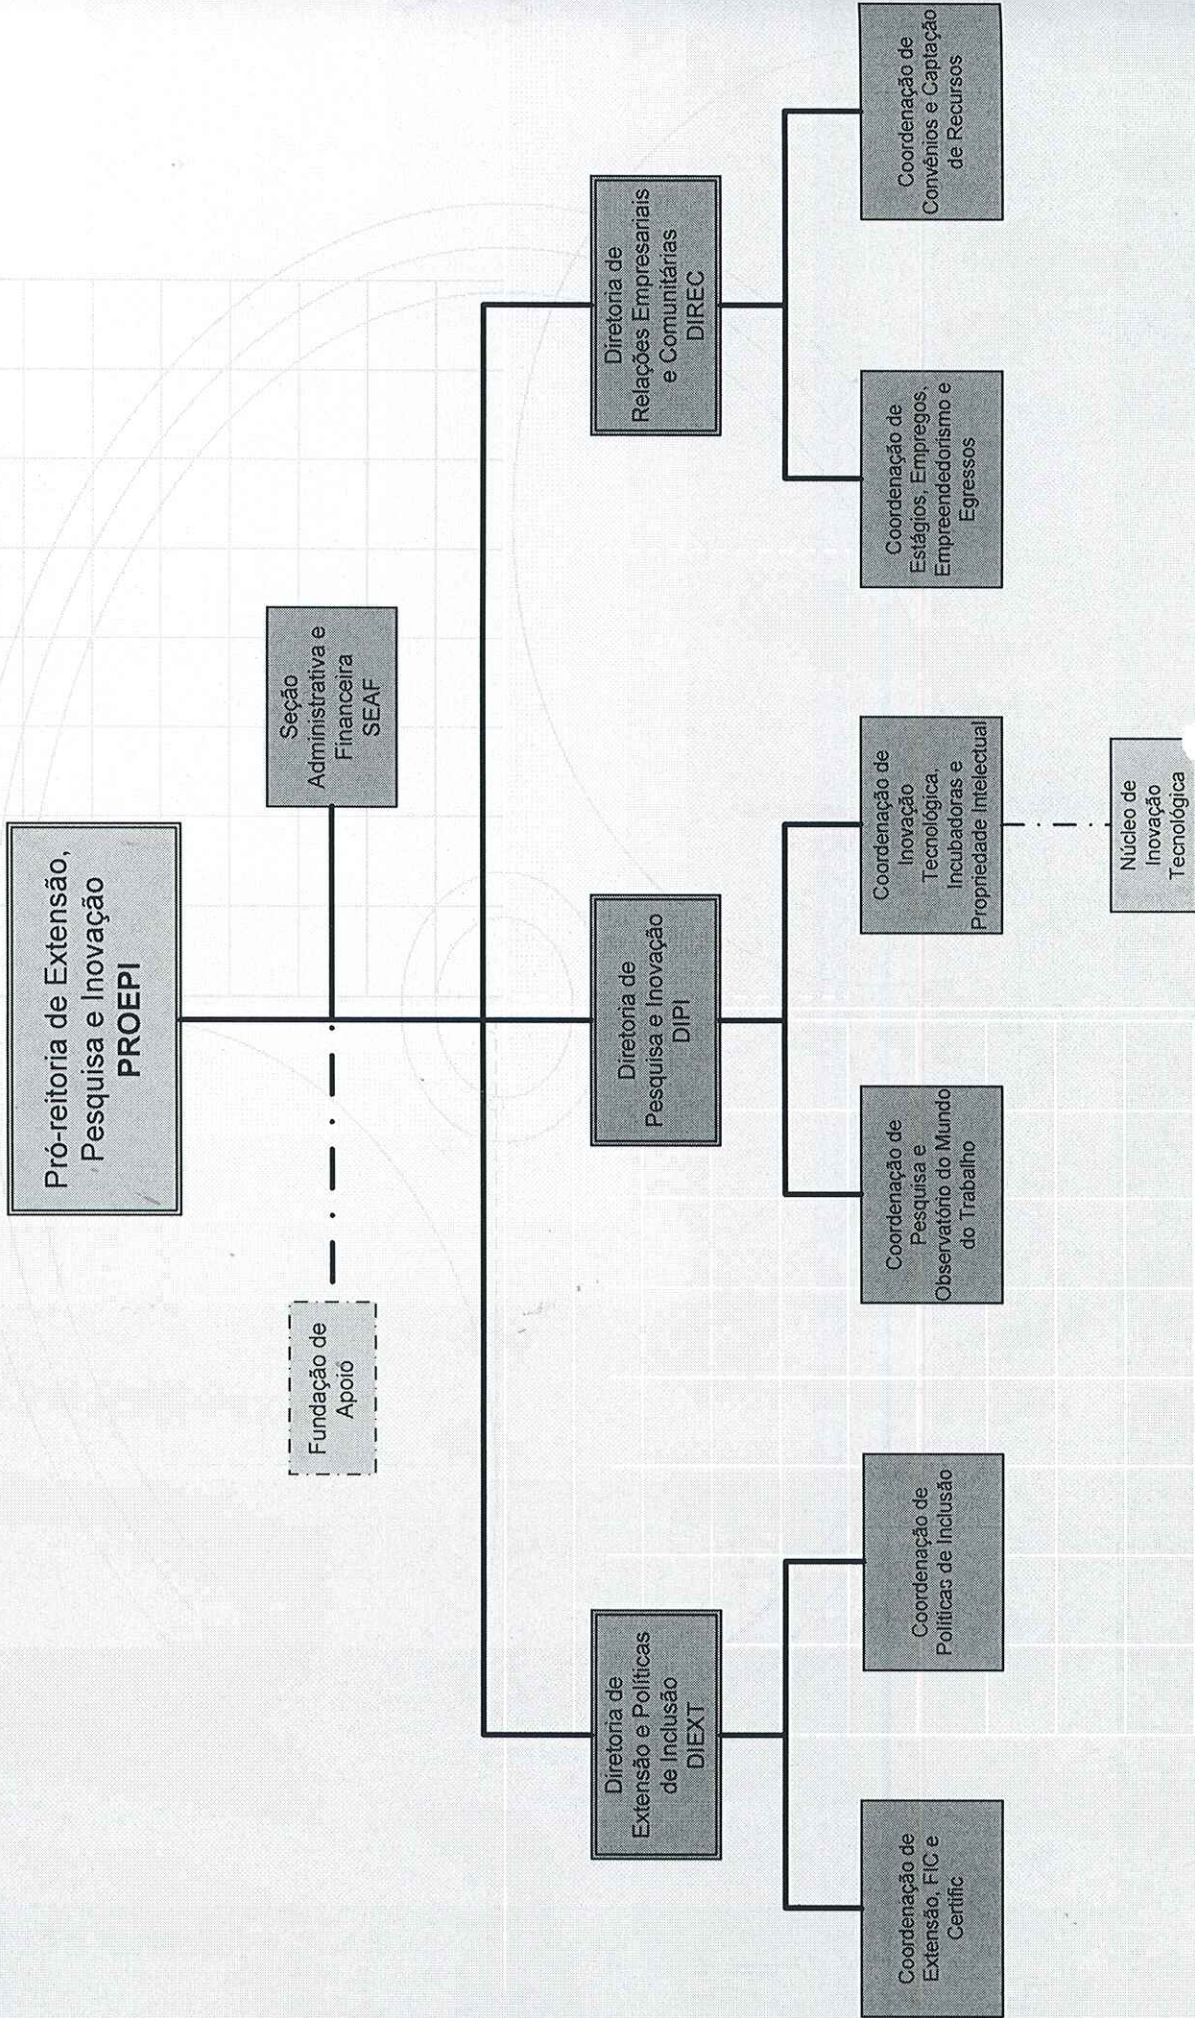 Pró-reitoria de Extensão,
Pesquisa e Inovação
PROEPI
Fundação de
Apoio
Seção
Administrativa e
Financeira
SEAF
Diretoria de
Extensão e Políticas
de Inclusão
DIEXT
Diretoria de
Pesquisa e Inovação
DIPI
Diretoria de
Relações Empresariais
e Comunitárias
DIREC
Coordenação de
Extensão, FIC e
Certific
Coordenação de
Políticas de Inclusão
Coordenação de
Pesquisa e
Observatório do Mundo
do Trabalho
Coordenação de
Inovação
Tecnológica,
Incubadoras e
Propriedade Intelectual
Coordenação de
Estágios, Empregos,
Empreendedorismo e
Egressos
Coordenação de
Convênios e Captação
de Recursos
Núcleo de
Inovação
Tecnológica